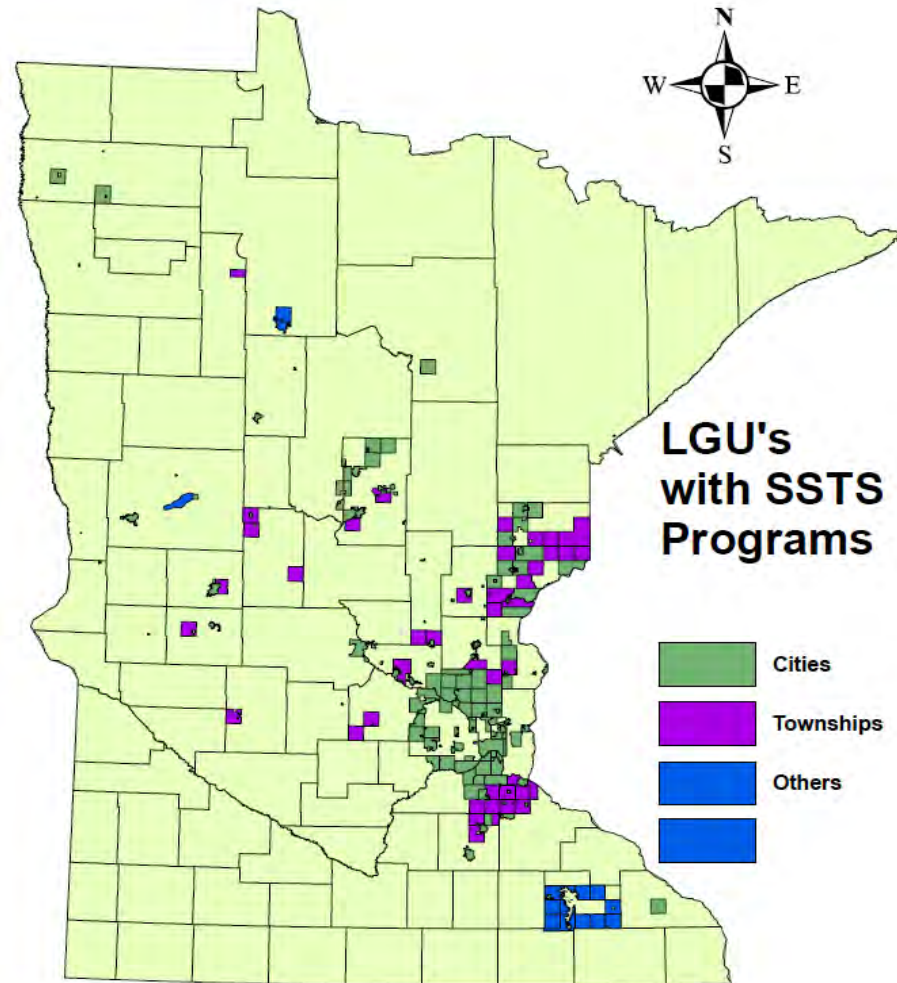 N
W
E
S
LGU's
with SSTS
Programs
Cities
Townships
Others